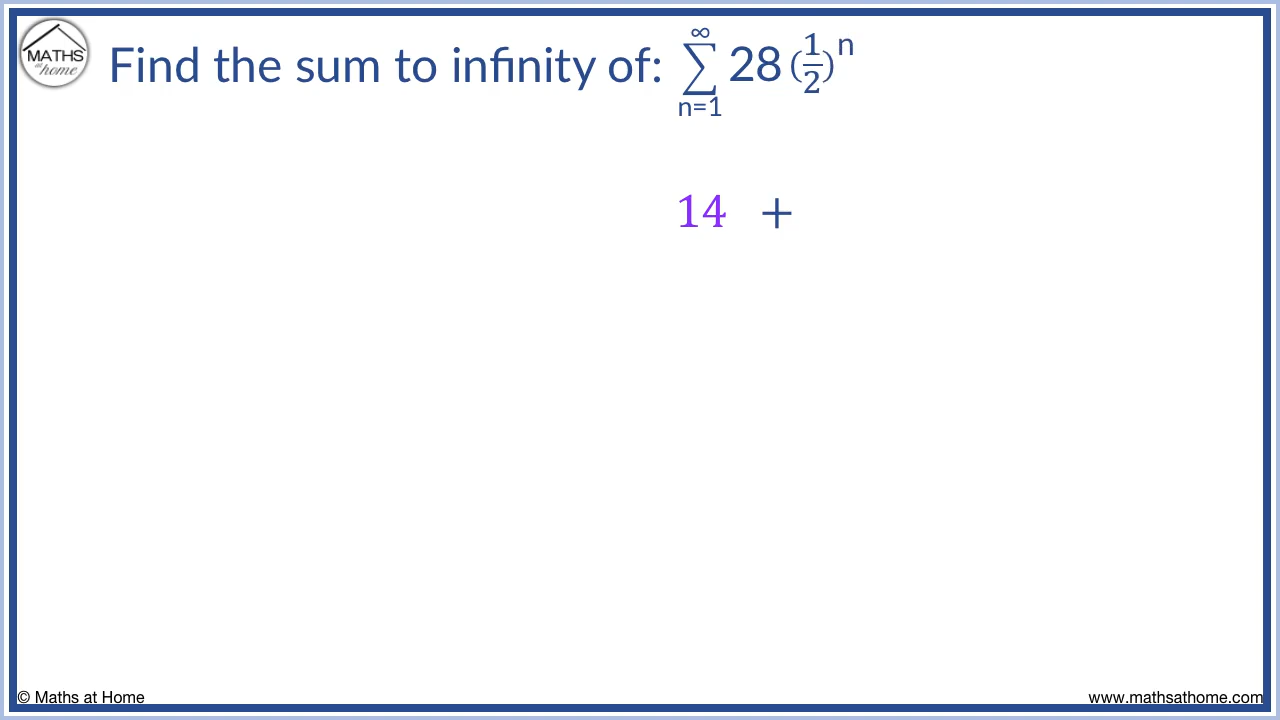 MATHS
at home
Find the sum to infinity of: ∞∑n=1 28(1/2)ⁿ
14 +
© Maths at Home
www.mathsathome.com